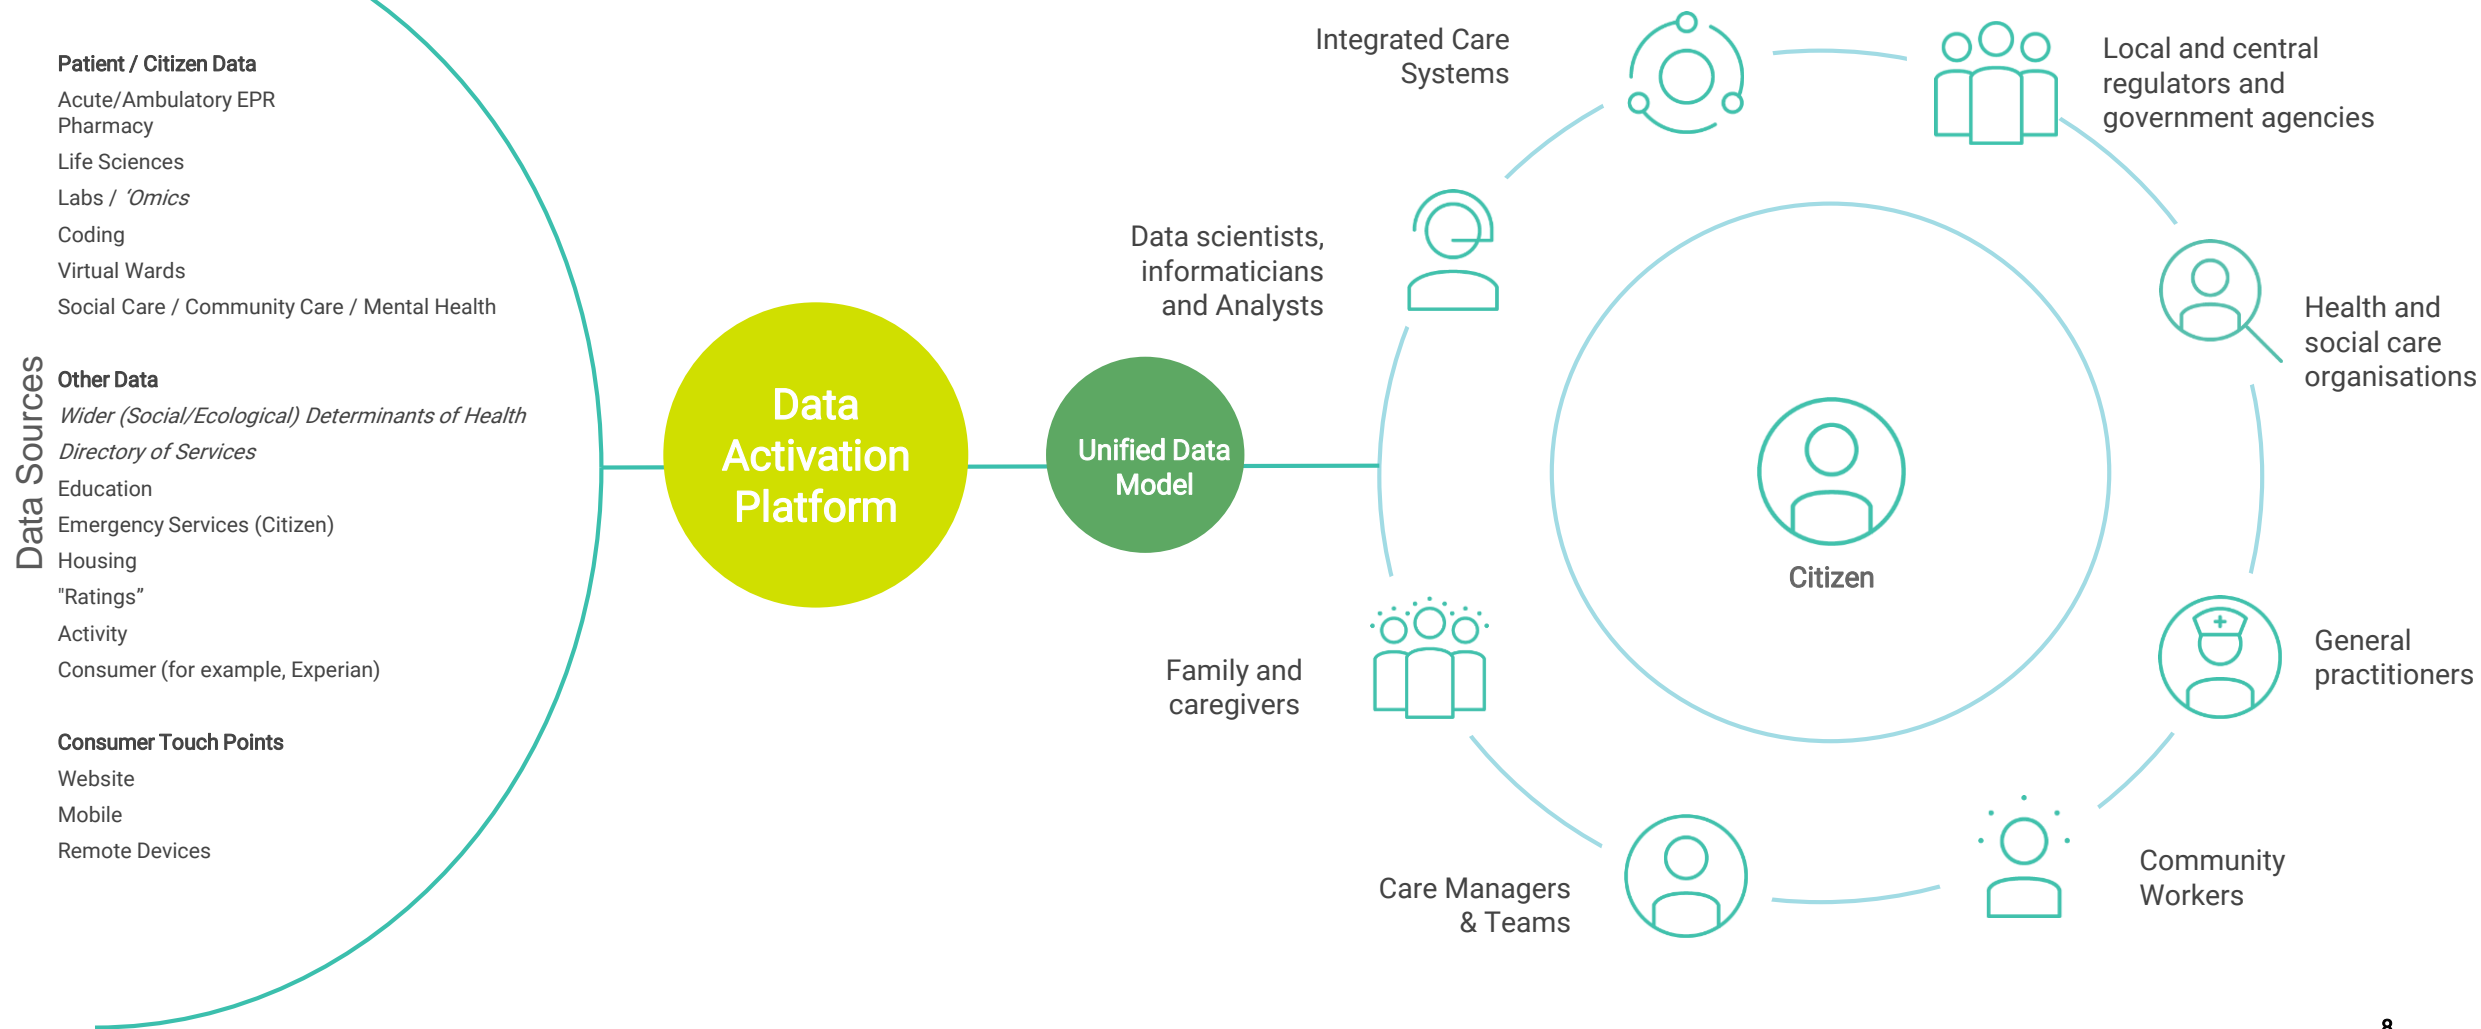 Data Sources
Patient / Citizen Data
Acute/Ambulatory EPR
Pharmacy
Life Sciences
Labs / ‘Omics
Coding
Virtual Wards
Social Care / Community Care / Mental Health
Other Data
Wider (Social/Ecological) Determinants of Health
Directory of Services
Education
Emergency Services (Citizen)
Housing
"Ratings”
Activity
Consumer (for example, Experian)
Consumer Touch Points
Website
Mobile
Remote Devices
Data
Activation
Platform
Unified Data
Model
Integrated Care
Systems
Local and central
regulators and
government agencies
Data scientists,
informaticians
and Analysts
Health and
social care
organisations
Citizen
Family and
caregivers
General
practitioners
Care Managers
& Teams
Community
Workers
8